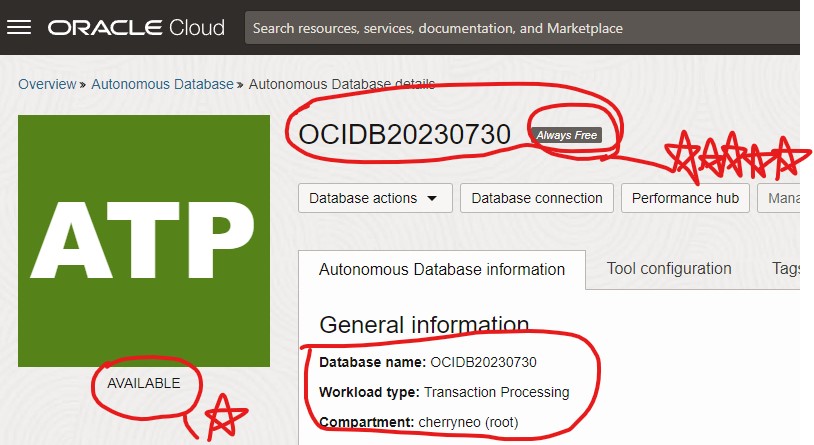 ORACLE Cloud
Search resources, services, documentation, and Marketplace
Overview » Autonomous Database » Autonomous Database details
OCIDB20230730 Always Free
ATP
AVAILABLE
Database actions Database connection Performance hub Mana
Autonomous Database information Tool configuration Tags
General information
Database name: OCIDB20230730
Workload type: Transaction Processing
Compartment: cherryneo (root)